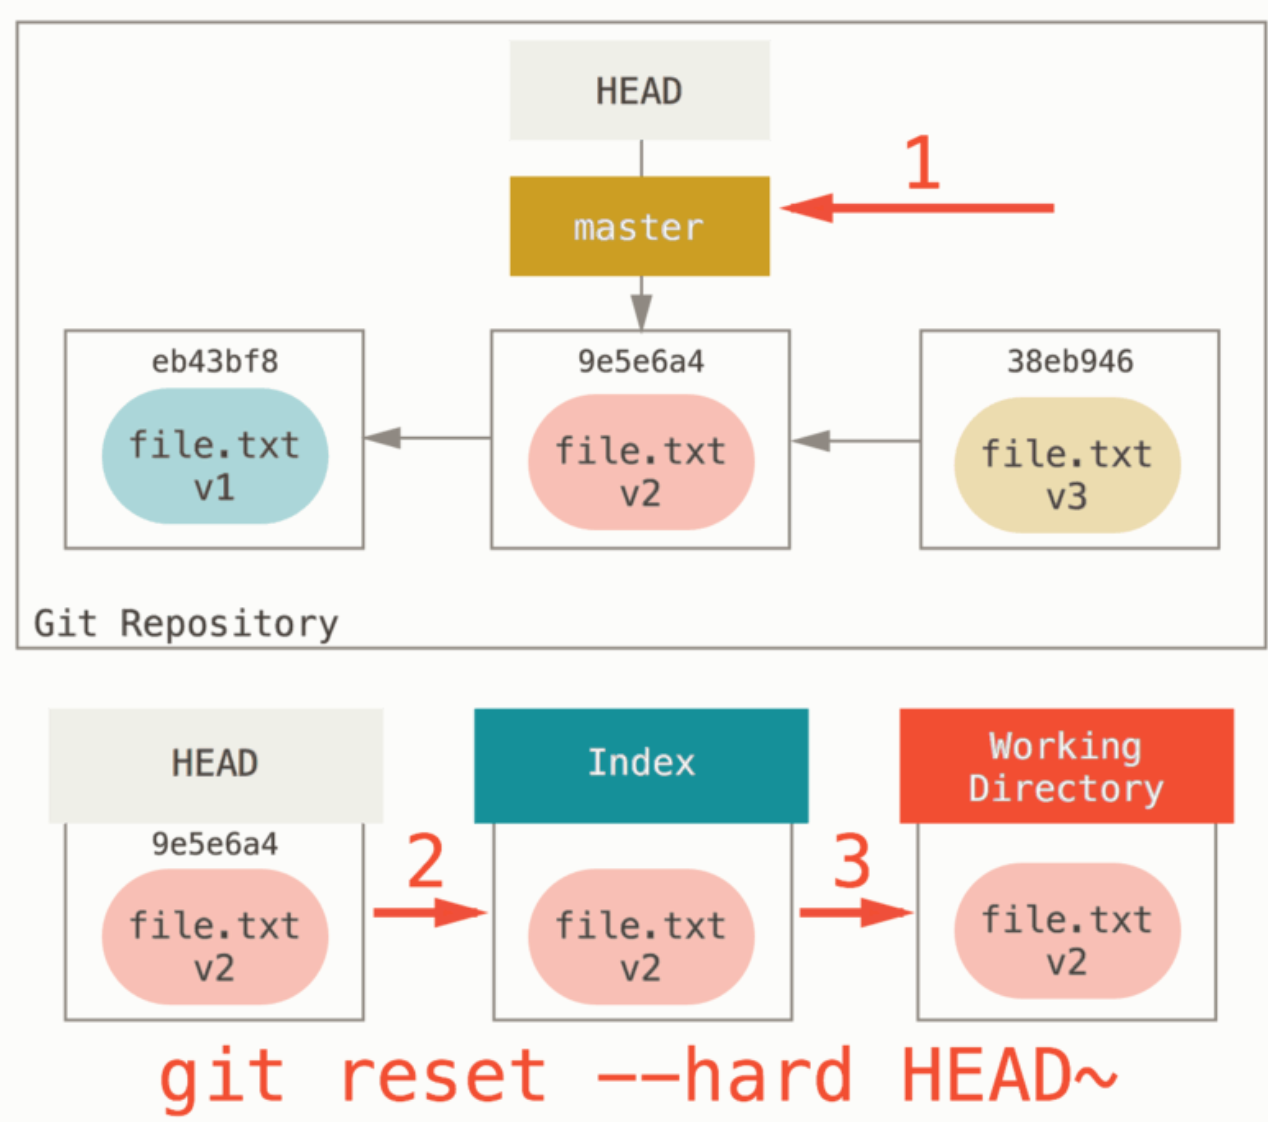 HEAD
1
master
eb43bf8
file.txt
v1
9e5e6a4
file.txt
v2
38eb946
file.txt
v3
Git Repository
HEAD
9e5e6a4
file.txt
v2
2
Index
file.txt
v2
3
Working
Directory
file.txt
v2
git reset --hard HEAD~